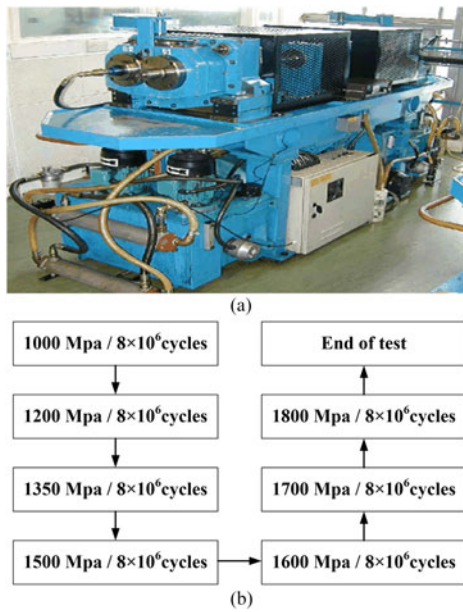 (a)
1000 Mpa / 8×10⁶cycles
1200 Mpa / 8×10⁶cycles
1350 Mpa / 8×10⁶cycles
1500 Mpa / 8×10⁶cycles
1600 Mpa / 8×10⁶cycles
1700 Mpa / 8×10⁶cycles
1800 Mpa / 8×10⁶cycles
End of test
(b)